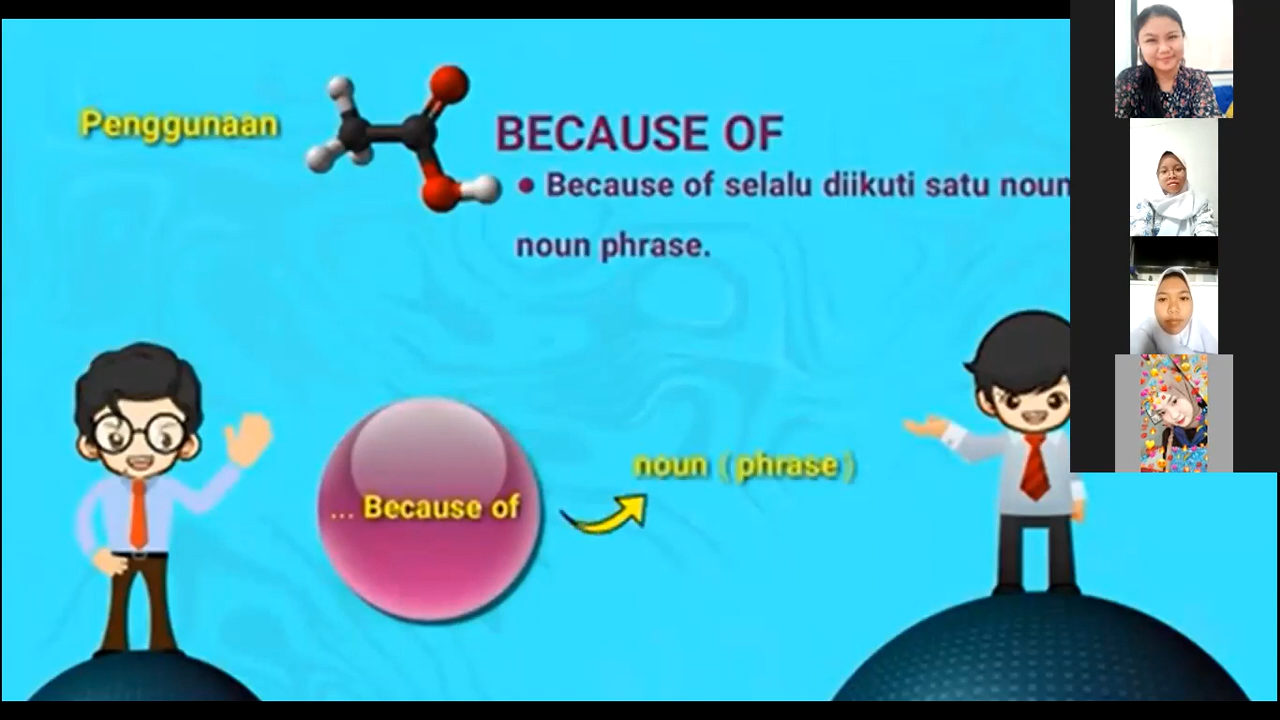 Penggunaan
BECAUSE OF
• Because of selalu diikuti satu noun
noun phrase.
... Because of
noun ( phrase )